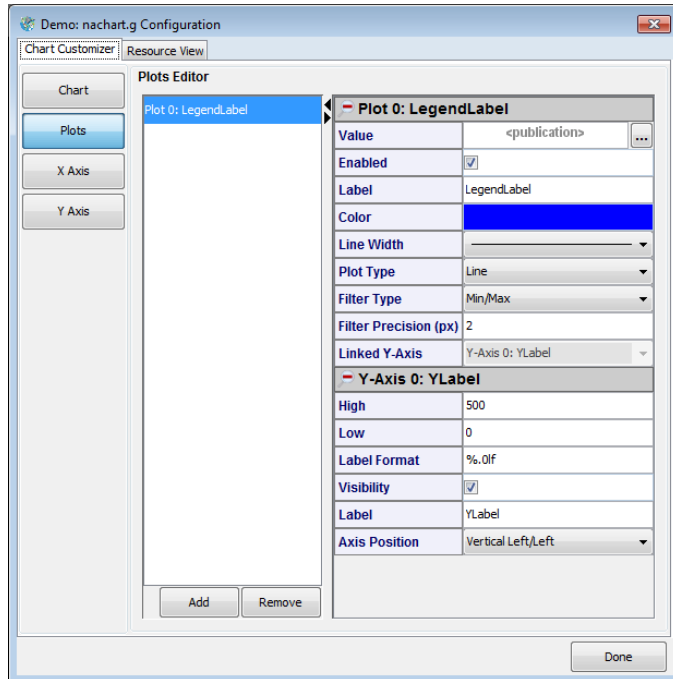 Demo: nachart.g Configuration
Chart Customizer Resource View
Chart
Plots
X Axis
Y Axis
Plots Editor
Plot 0: LegendLabel
Add Remove
Plot 0: LegendLabel
Value <publication> ...
Enabled
Label LegendLabel
Color
Line Width
Plot Type Line
Filter Type Min/Max
Filter Precision (px) 2
Linked Y-Axis Y-Axis 0: YLabel
Y-Axis 0: YLabel
High 500
Low 0
Label Format %.0lf
Visibility
Label YLabel
Axis Position Vertical Left/Left
Done